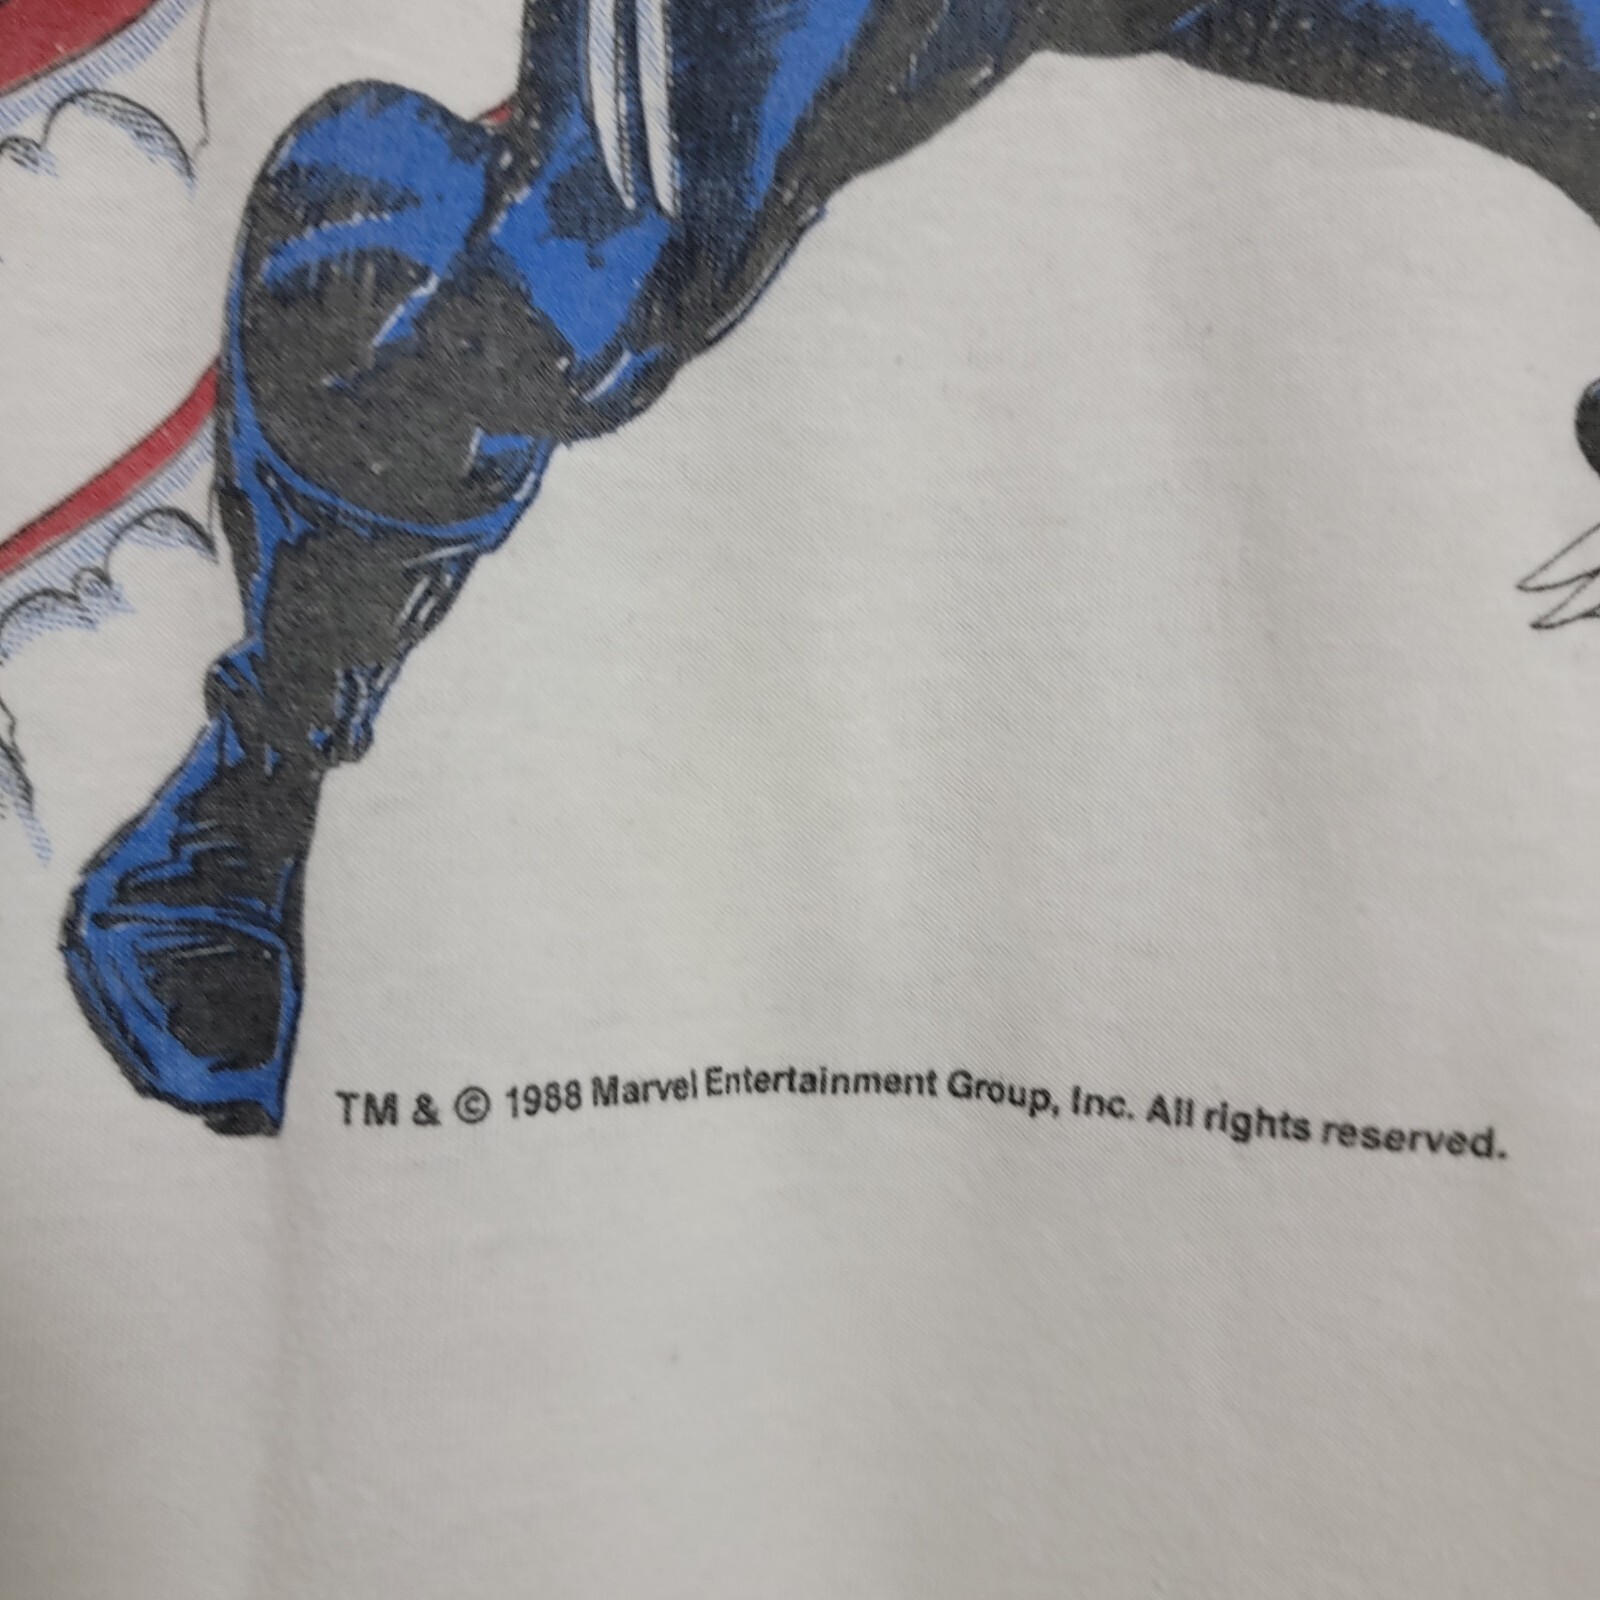 TM & © 1988 Marvel Entertainment Group, Inc. All rights reserved.